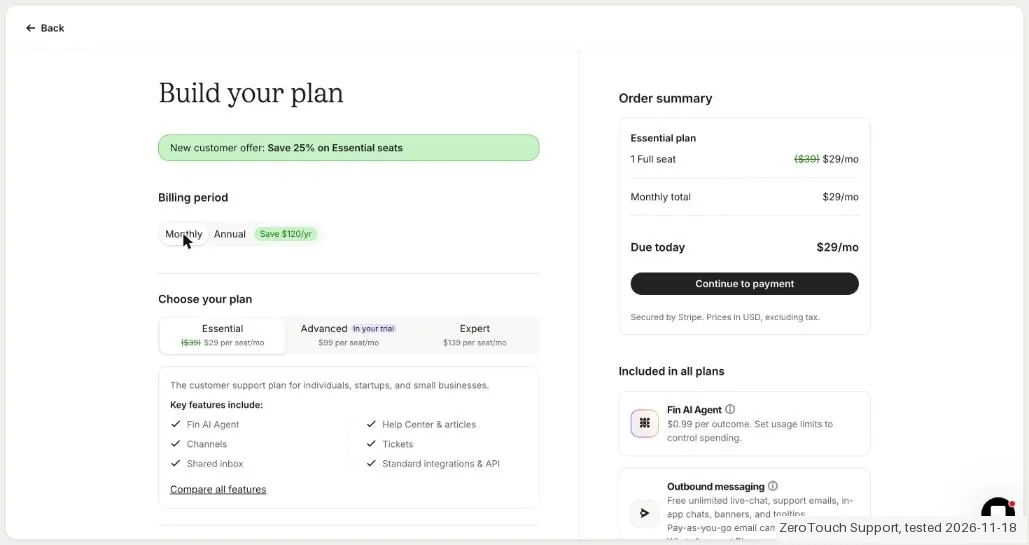 Back
Build your plan
New customer offer: Save 25% on Essential seats
Billing period
Monthly Annual Save $120/yr
Choose your plan
Essential
($39) $29 per seat/mo
Advanced In your trial
$99 per seat/mo
Expert
$139 per seat/mo
The customer support plan for individuals, startups, and small businesses.
Key features include:
Fin AI Agent
Channels
Shared inbox
Help Center & articles
Tickets
Standard integrations & API
Compare all features
Order summary
Essential plan
1 Full seat ($39) $29/mo
Monthly total $29/mo
Due today $29/mo
Continue to payment
Secured by Stripe. Prices in USD, excluding tax.
Included in all plans
Fin AI Agent
$0.99 per outcome. Set usage limits to
control spending.
Outbound messaging
Free unlimited live-chat, support emails, in-
app chats, banners, and tooltips.
Pay-as-you-go email
ZeroTouch Support, tested 2026-11-18